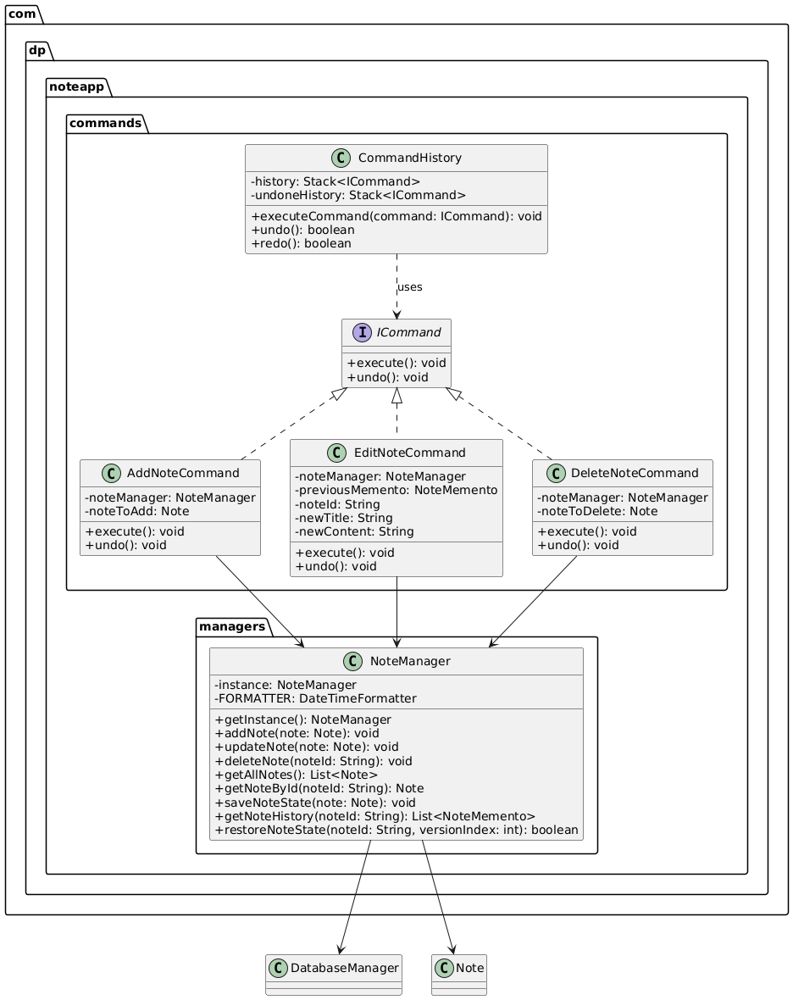 com
dp
noteapp
commands
C CommandHistory
-history: Stack<ICommand>
-undoneHistory: Stack<ICommand>
+executeCommand(command: ICommand): void
+undo(): boolean
+redo(): boolean
uses
I ICommand
+execute(): void
+undo(): void
C AddNoteCommand
-noteManager: NoteManager
-noteToAdd: Note
+execute(): void
+undo(): void
C EditNoteCommand
-noteManager: NoteManager
-previousMemento: NoteMemento
-noteId: String
-newTitle: String
-newContent: String
+execute(): void
+undo(): void
C DeleteNoteCommand
-noteManager: NoteManager
-noteToDelete: Note
+execute(): void
+undo(): void
managers
C NoteManager
-instance: NoteManager
-FORMATTER: DateTimeFormatter
+getInstance(): NoteManager
+addNote(note: Note): void
+updateNote(note: Note): void
+deleteNote(noteId: String): void
+getAllNotes(): List<Note>
+getNoteById(noteId: String): Note
+saveNoteState(note: Note): void
+getNoteHistory(noteId: String): List<NoteMemento>
+restoreNoteState(noteId: String, versionIndex: int): boolean
C DatabaseManager
C Note